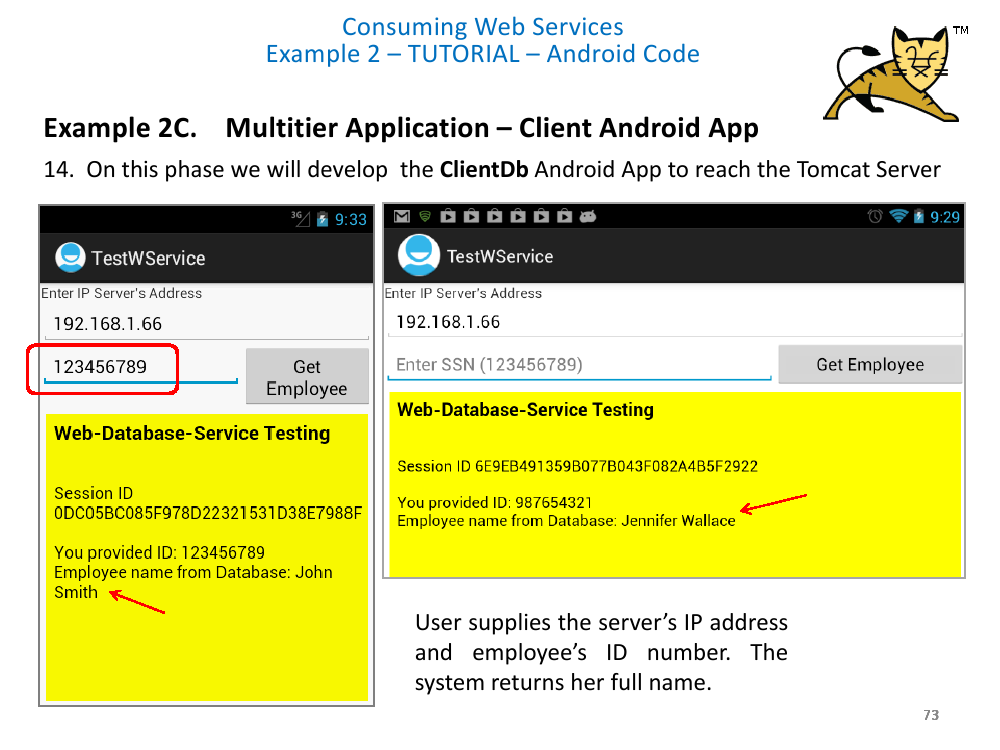 Consuming Web Services
Example 2 – TUTORIAL – Android Code
TM
Example 2C. Multitier Application – Client Android App
14. On this phase we will develop the ClientDb Android App to reach the Tomcat Server
3G 9:33
TestWService
Enter IP Server's Address
192.168.1.66
123456789
Get
Employee
Web-Database-Service Testing
Session ID
0DC05BC085F978D22321531D38E7988F
You provided ID: 123456789
Employee name from Database: John
Smith
9:29
TestWService
Enter IP Server's Address
192.168.1.66
Enter SSN (123456789)
Get Employee
Web-Database-Service Testing
Session ID 6E9EB491359B077B043F082A4B5F2922
You provided ID: 987654321
Employee name from Database: Jennifer Wallace
User supplies the server’s IP address
and employee’s ID number. The
system returns her full name.
73